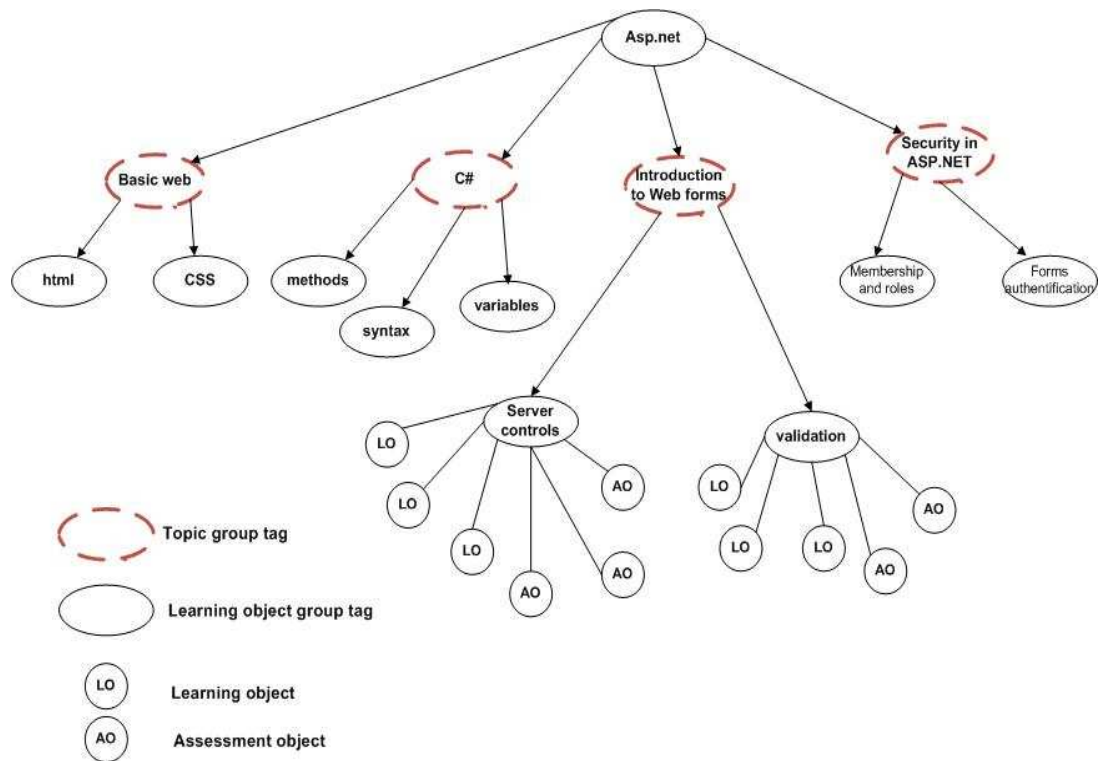 Asp.net
Basic web
C#
Introduction
to Web forms
Security in
ASP.NET
html
CSS
methods
syntax
variables
Membership
and roles
Forms
authentification
Server
controls
validation
LO
LO
LO
AO
AO
AO
LO
LO
LO
AO
AO
Topic group tag
Learning object group tag
LO
Learning object
AO
Assessment object